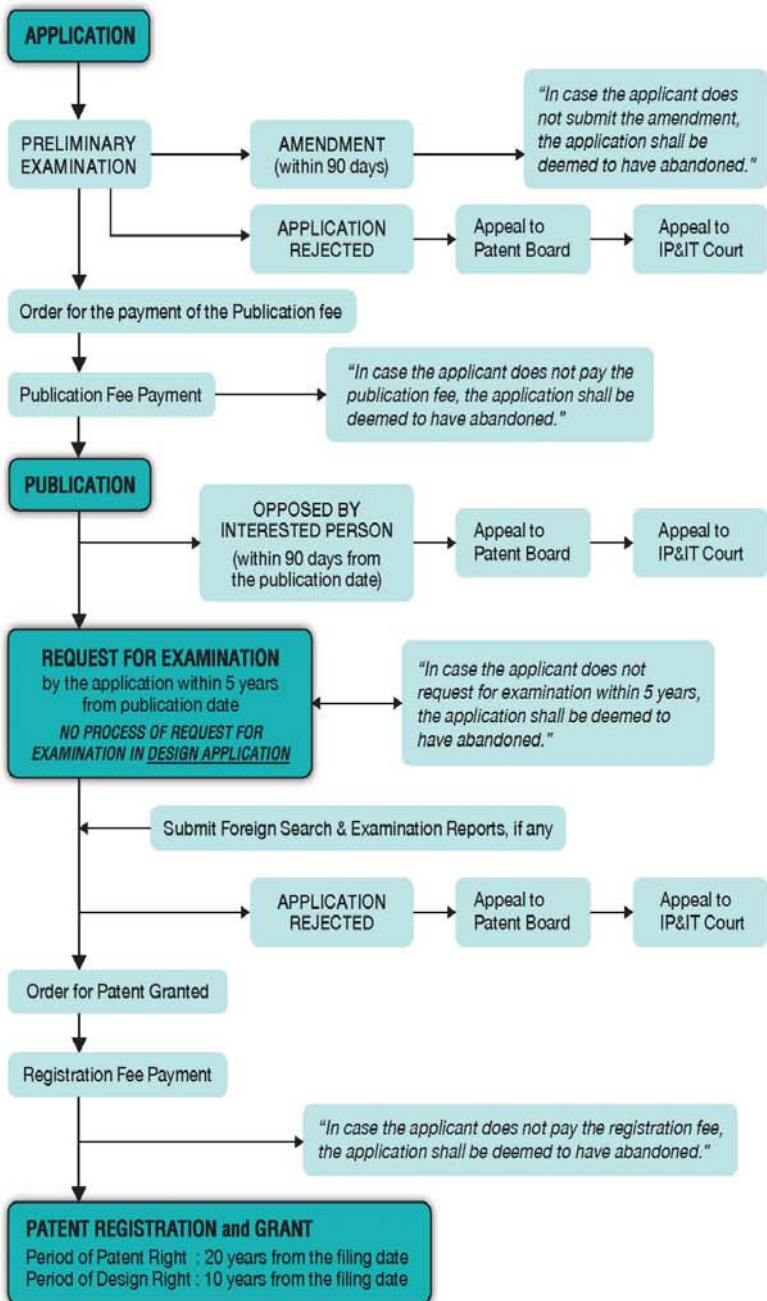 APPLICATION
PRELIMINARY
EXAMINATION
AMENDMENT
(within 90 days)
"In case the applicant does
not submit the amendment,
the application shall be
deemed to have abandoned."
APPLICATION
REJECTED
Appeal to
Patent Board
Appeal to
IP&IT Court
Order for the payment of the Publication fee
Publication Fee Payment
"In case the applicant does not pay the
publication fee, the application shall be
deemed to have abandoned."
PUBLICATION
OPPOSED BY
INTERESTED PERSON
(within 90 days from
the publication date)
Appeal to
Patent Board
Appeal to
IP&IT Court
REQUEST FOR EXAMINATION
by the application within 5 years
from publication date
NO PROCESS OF REQUEST FOR
EXAMINATION IN DESIGN APPLICATION
"In case the applicant does not
request for examination within 5 years,
the application shall be deemed to
have abandoned."
Submit Foreign Search & Examination Reports, if any
APPLICATION
REJECTED
Appeal to
Patent Board
Appeal to
IP&IT Court
Order for Patent Granted
Registration Fee Payment
"In case the applicant does not pay the registration fee,
the application shall be deemed to have abandoned."
PATENT REGISTRATION and GRANT
Period of Patent Right : 20 years from the filing date
Period of Design Right : 10 years from the filing date